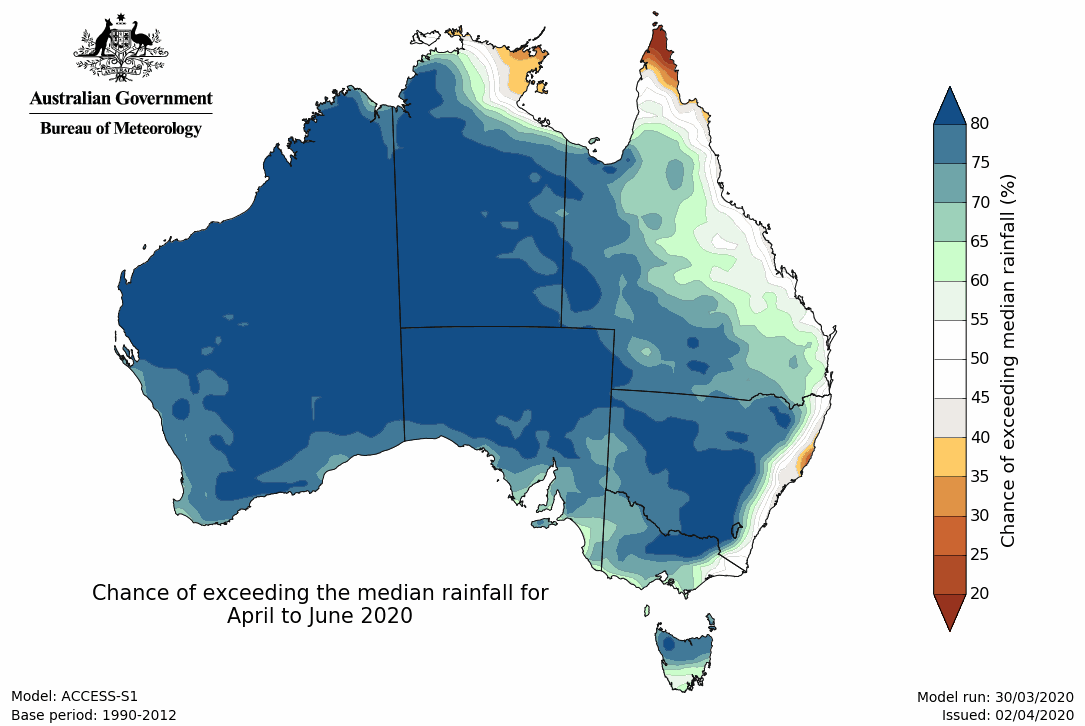 Australian Government
Bureau of Meteorology
80
75
70
65
60
55
50
45
40
35
30
25
20
Chance of exceeding median rainfall (%)
Chance of exceeding the median rainfall for
April to June 2020
Model: ACCESS-S1
Base period: 1990-2012
Model run: 30/03/2020
Issued: 02/04/2020